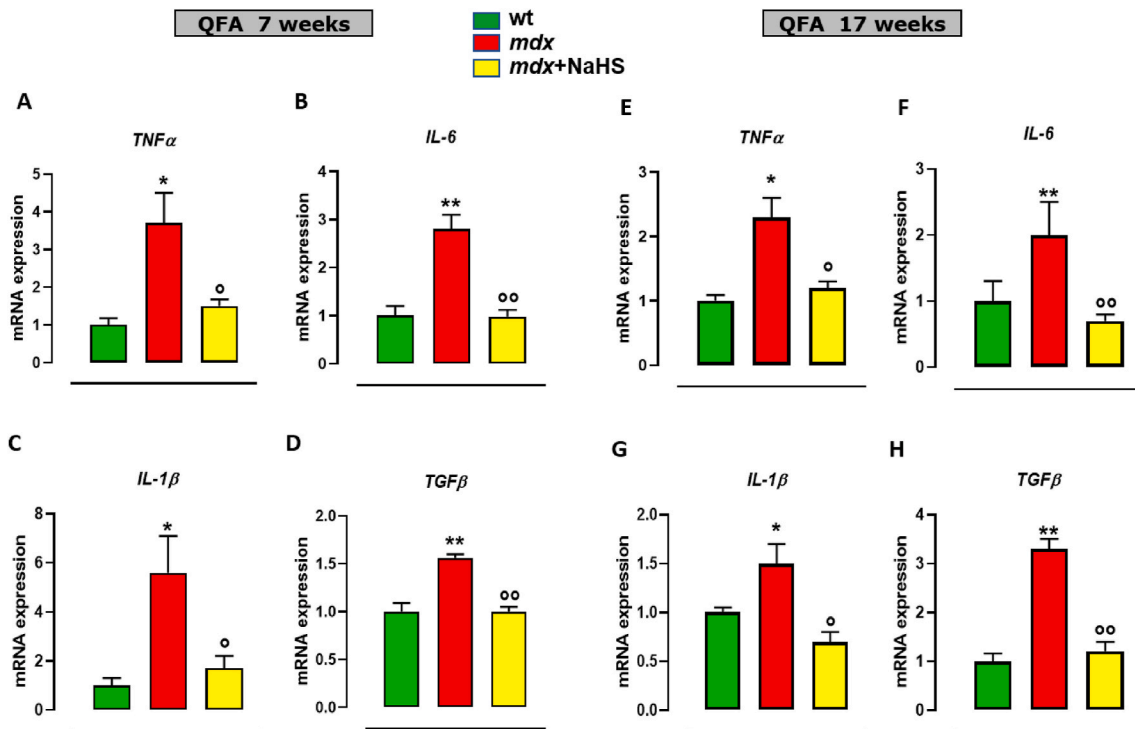 QFA 7 weeks
wt
mdx
mdx+NaHS
QFA 17 weeks
A
TNFα
mRNA expression
5
4
3
2
1
0
*
o
B
IL-6
mRNA expression
4
3
2
1
0
**
oo
E
TNFα
mRNA expression
3
2
1
0
*
o
F
IL-6
mRNA expression
3
2
1
0
**
oo
C
IL-1β
mRNA expression
8
6
4
2
0
*
o
D
TGFβ
mRNA expression
2.0
1.5
1.0
0.5
0.0
**
oo
G
IL-1β
mRNA expression
2.0
1.5
1.0
0.5
0.0
*
o
H
TGFβ
mRNA expression
4
3
2
1
0
**
oo